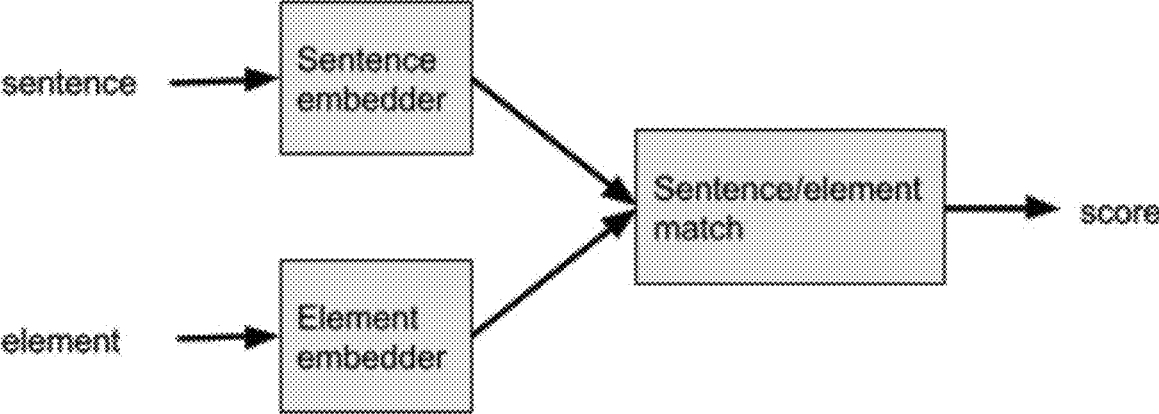 sentence
Sentence
embedder
Sentence/element
match
score
element
Element
embedder